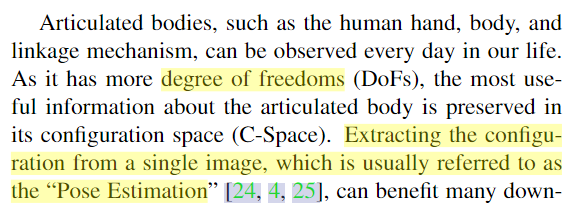 Articulated bodies, such as the human hand, body, and
linkage mechanism, can be observed every day in our life.
As it has more degree of freedoms (DoFs), the most use-
ful information about the articulated body is preserved in
its configuration space (C-Space). Extracting the configu-
ration from a single image, which is usually referred to as
the “Pose Estimation” [24, 4, 25], can benefit many down-